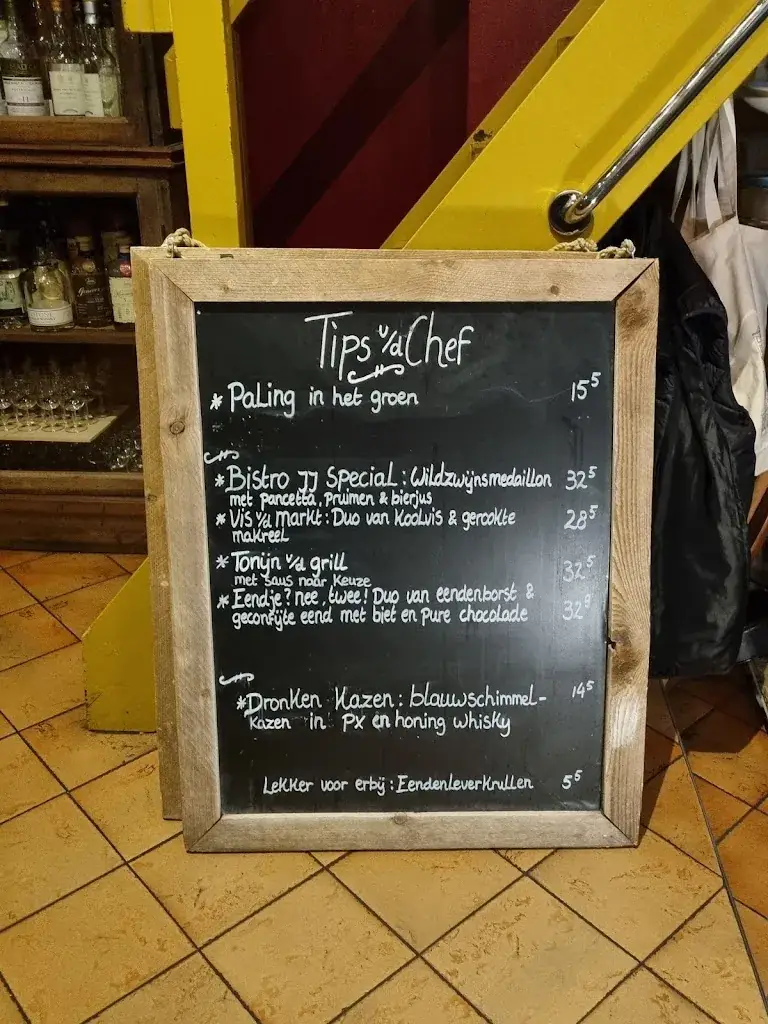 Tips v/d Chef
* Paling in het groen 15⁵
* Bistro JJ Special : Wildzwijnsmedaillon 32⁵
met pancetta, pruimen & bierjus
* Vis v/d markt : Duo van koolvis & gerookte 28⁵
makreel
* Tonijn v/d grill 32⁵
met saus naar keuze
* Eendje? nee, twee! Duo van eendenborst & 32⁹
geconfijte eend met biet en pure chocolade
* Dronken Kazen : blauwschimmel- 14⁵
kazen in PX en honing whisky
Lekker voor erbij : Eendenleverkrullen 5⁵